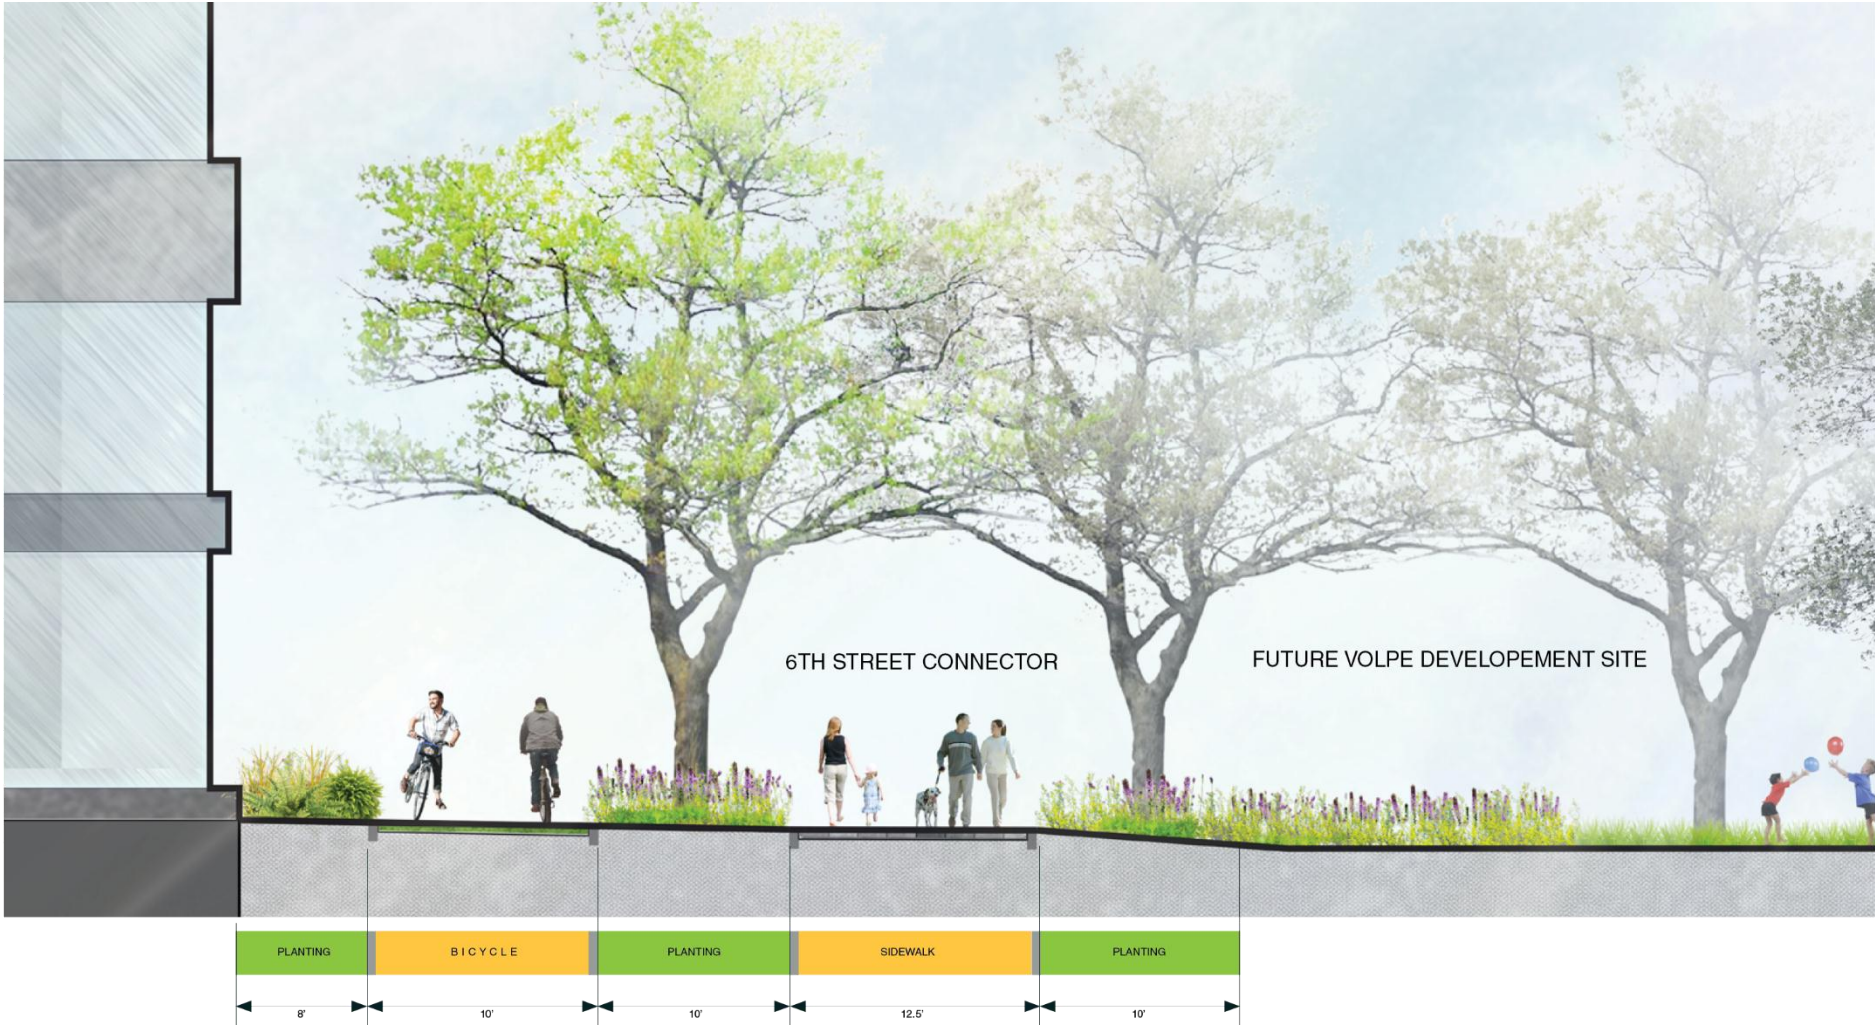 6TH STREET CONNECTOR
FUTURE VOLPE DEVELOPEMENT SITE
PLANTING
BICYCLE
PLANTING
SIDEWALK
PLANTING
8'
10'
10'
12.5'
10'